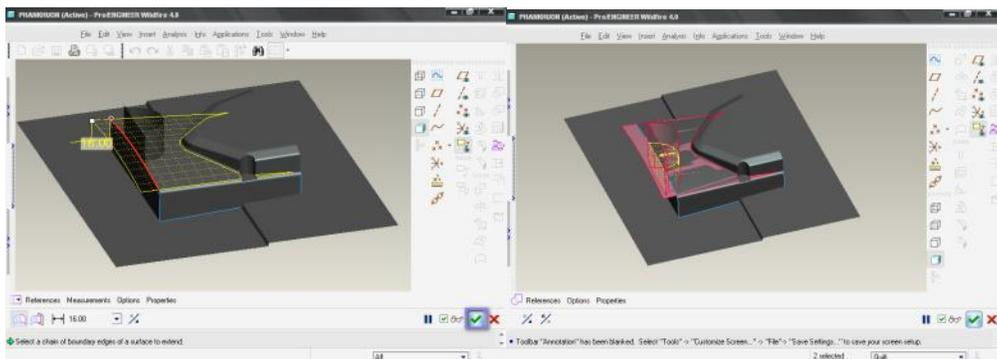 PHAMKHUON (Active) - Pro/ENGINEER Wildfire 4.0
File Edit View Insert Analysis Info Applications Tools Window Help
16.00
References Measurements Options Properties
16.00
Select a chain of boundary edges of a surface to extend.
All
PHAMKHUON (Active) - Pro/ENGINEER Wildfire 4.0
File Edit View Insert Analysis Info Applications Tools Window Help
References Options Properties
Toolbar "Annotation" has been blanked. Select "Tools" -> "Customize Screen..." -> "File"-> "Save Settings..." to save your screen setup.
2 selected
Quilt